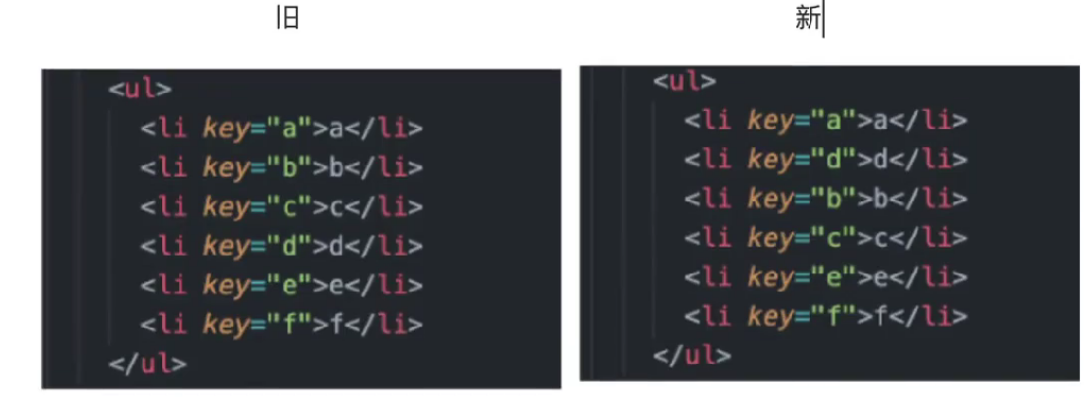 旧
<ul>
<li key="a">a</li>
<li key="b">b</li>
<li key="c">c</li>
<li key="d">d</li>
<li key="e">e</li>
<li key="f">f</li>
</ul>
新
<ul>
<li key="a">a</li>
<li key="d">d</li>
<li key="b">b</li>
<li key="c">c</li>
<li key="e">e</li>
<li key="f">f</li>
</ul>